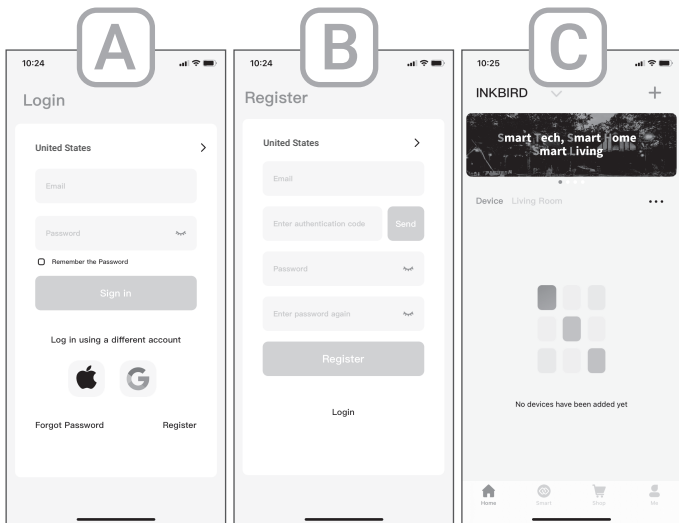 A
10:24
Login
United States
Email
Password
Remember the Password
Sign in
Log in using a different account
Forgot Password
Register
B
10:24
Register
United States
Email
Enter authentication code
Send
Password
Enter password again
Register
Login
C
10:25
INKBIRD
Smart Tech, Smart Home
Smart Living
Device Living Room
No devices have been added yet
Home
Smart
Shop
Me